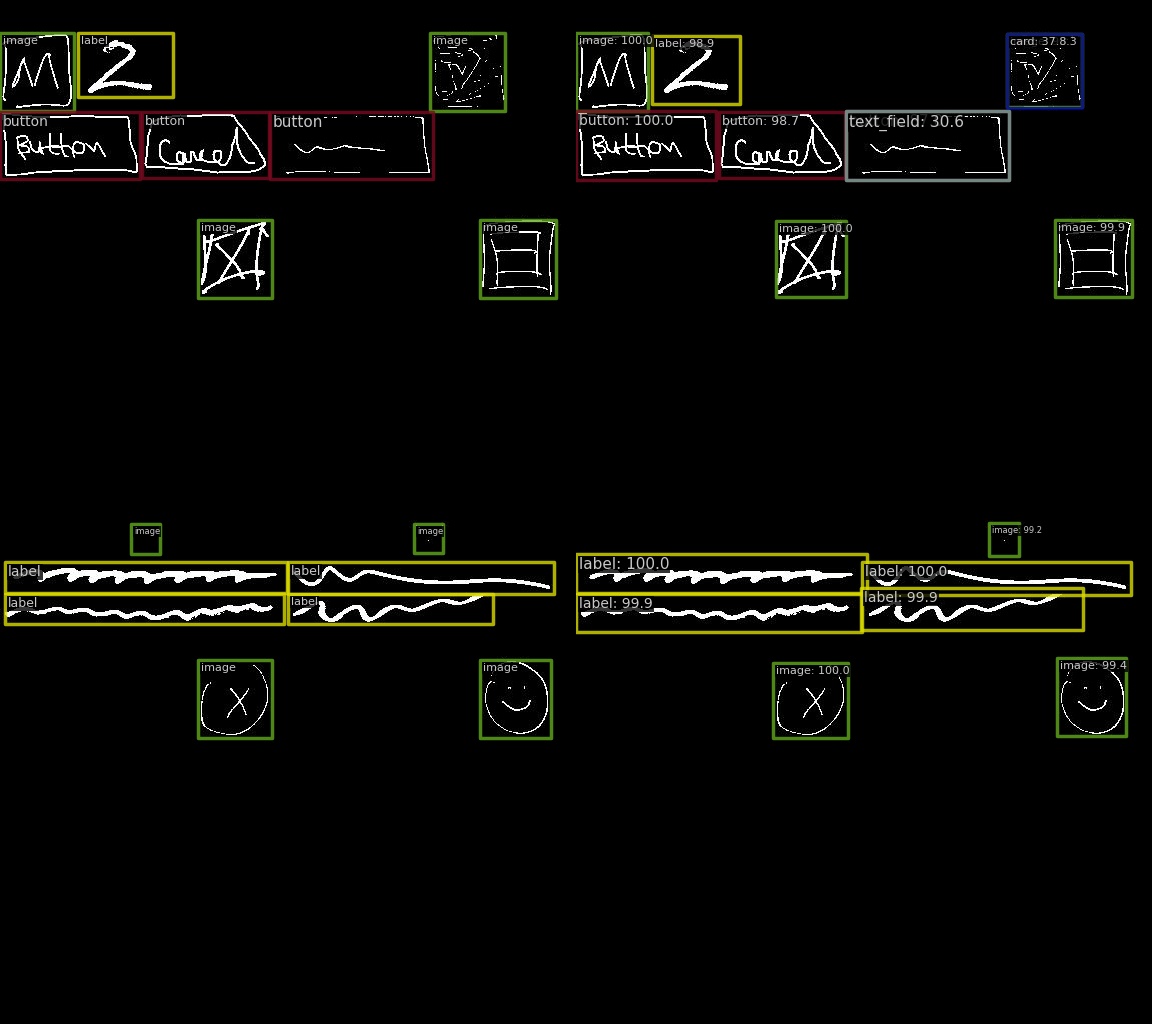 image label image image: 100.0 label: 98.9 card: 37.8.3
M 2 M 2
button button button button: 100.0 button: 98.7 text_field: 30.6
Button Cancel Button Cancel
image image image: 100.0 image: 99.9
image image image: 99.2
label label label: 100.0 label: 100.0
label label label: 99.9 label: 99.9
image image image: 100.0 image: 99.4